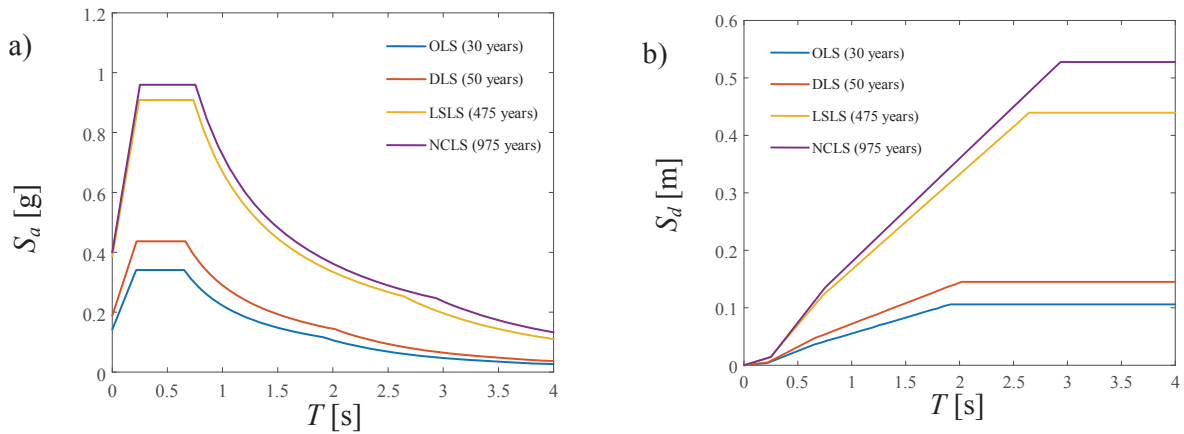 a)
1.2
1
0.8
0.6
0.4
0.2
0
0 0.5 1 1.5 2 2.5 3 3.5 4
Sa [g]
T [s]
OLS (30 years)
DLS (50 years)
LSLS (475 years)
NCLS (975 years)
b)
0.6
0.5
0.4
0.3
0.2
0.1
0
0 0.5 1 1.5 2 2.5 3 3.5 4
Sd [m]
T [s]
OLS (30 years)
DLS (50 years)
LSLS (475 years)
NCLS (975 years)